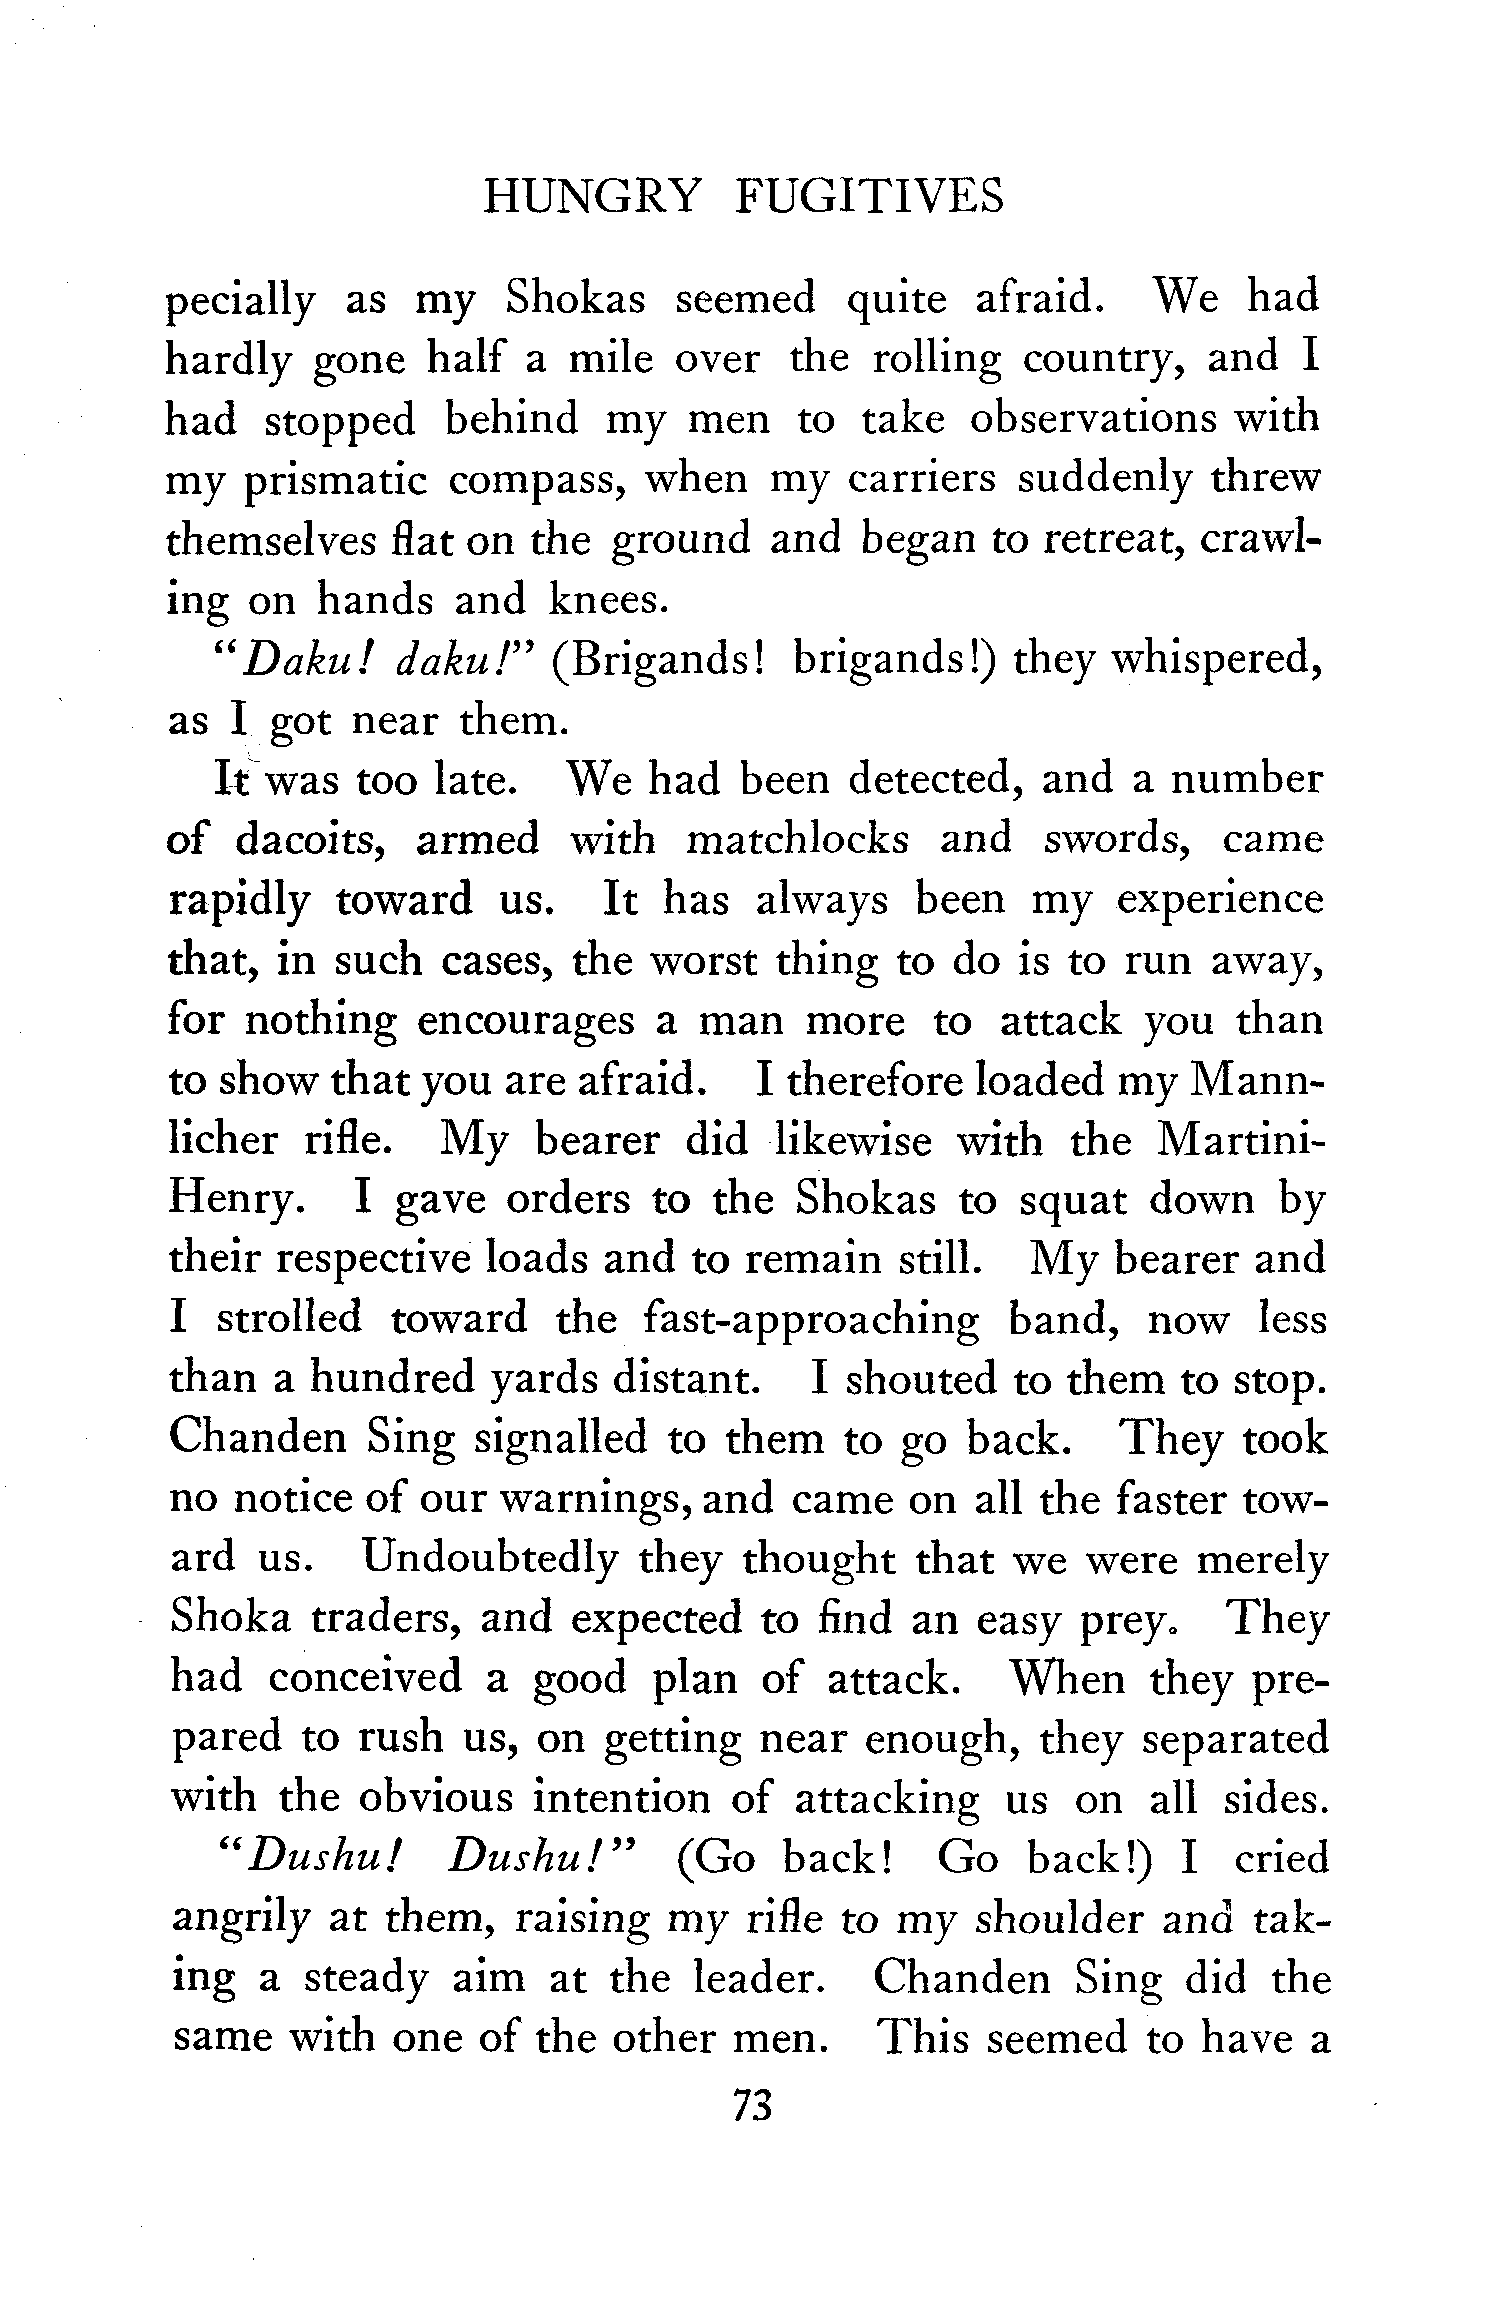 HUNGRY FUGITIVES
pecially as my Shokas seemed quite afraid. We had
hardly gone half a mile over the rolling country, and I
had stopped behind my men to take observations with
my prismatic compass, when my carriers suddenly threw
themselves flat on the ground and began to retreat, crawl-
ing on hands and knees.
"Daku! daku!" (Brigands! brigands!) they whispered,
as I got near them.
It was too late. We had been detected, and a number
of dacoits, armed with matchlocks and swords, came
rapidly toward us. It has always been my experience
that, in such cases, the worst thing to do is to run away,
for nothing encourages a man more to attack you than
to show that you are afraid. I therefore loaded my Mann-
licher rifle. My bearer did likewise with the Martini-
Henry. I gave orders to the Shokas to squat down by
their respective loads and to remain still. My bearer and
I strolled toward the fast-approaching band, now less
than a hundred yards distant. I shouted to them to stop.
Chanden Sing signalled to them to go back. They took
no notice of our warnings, and came on all the faster tow-
ard us. Undoubtedly they thought that we were merely
Shoka traders, and expected to find an easy prey. They
had conceived a good plan of attack. When they pre-
pared to rush us, on getting near enough, they separated
with the obvious intention of attacking us on all sides.
"Dushu! Dushu!" (Go back! Go back!) I cried
angrily at them, raising my rifle to my shoulder and tak-
ing a steady aim at the leader. Chanden Sing did the
same with one of the other men. This seemed to have a
73